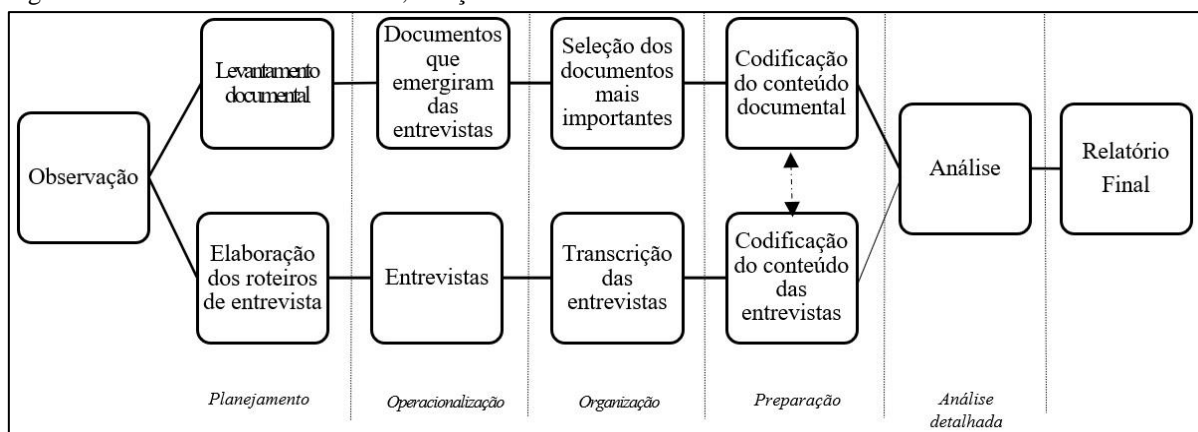 Levantamento
documental
Documentos
que
emergiram
das
entrevistas
Seleção dos
documentos
mais
importantes
Codificação
do conteúdo
documental
Observação
Análise
Relatório
Final
Elaboração
dos roteiros
de entrevista
Entrevistas
Transcrição
das
entrevistas
Codificação
do conteúdo
das
entrevistas
Planejamento
Operacionalização
Organização
Preparação
Análise
detalhada